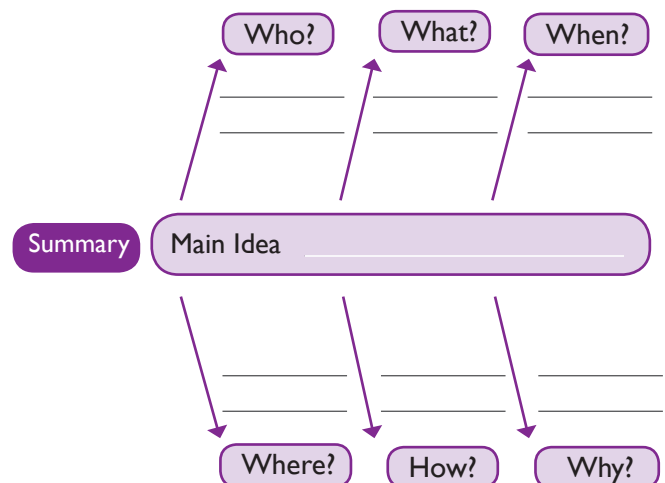 Who?
What?
When?
Summary
Main Idea
Where?
How?
Why?